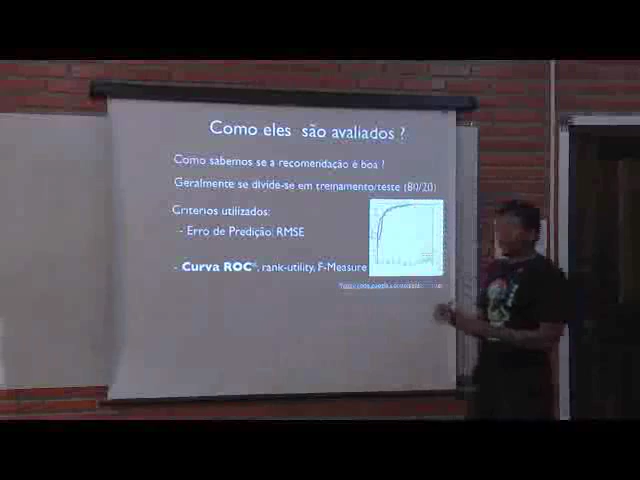 Como eles são avaliados ?
Como sabemos se a recomendação é boa ?
Geralmente se divide-se em treinamento/teste (80/20)
Criterios utilizados:
- Erro de Predição: RMSE
- Curva ROC*, rank-utility, F-Measure